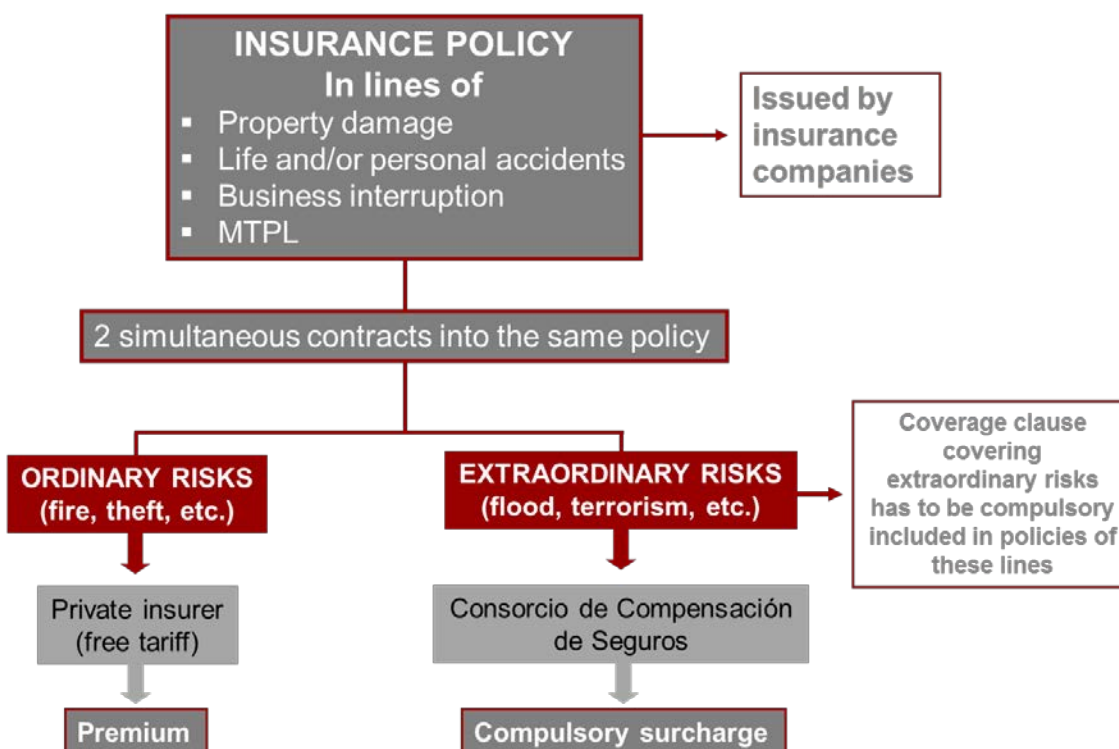 INSURANCE POLICY
In lines of
▪ Property damage
▪ Life and/or personal accidents
▪ Business interruption
▪ MTPL
Issued by
insurance
companies
2 simultaneous contracts into the same policy
ORDINARY RISKS
(fire, theft, etc.)
EXTRAORDINARY RISKS
(flood, terrorism, etc.)
Coverage clause
covering
extraordinary risks
has to be compulsory
included in policies of
these lines
Private insurer
(free tariff)
Consorcio de Compensación
de Seguros
Premium
Compulsory surcharge